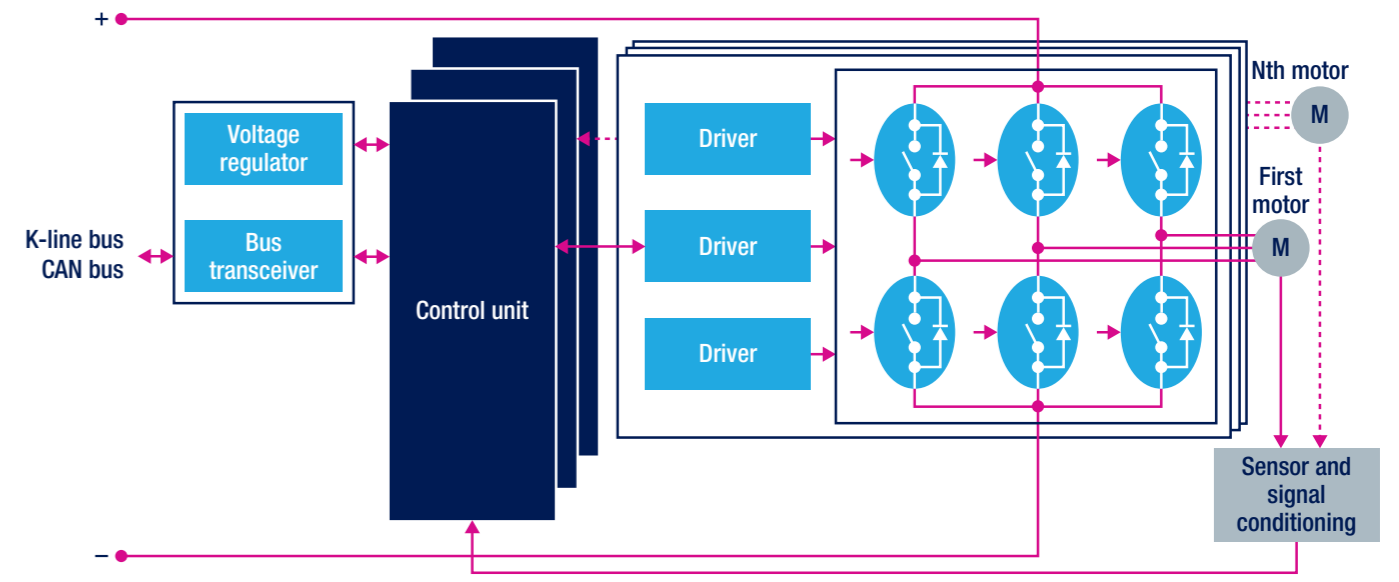 +
Voltage
regulator
Bus
transceiver
K-line bus
CAN bus
Control unit
Driver
Driver
Driver
Nth motor
M
First
motor
M
Sensor and
signal
conditioning
–